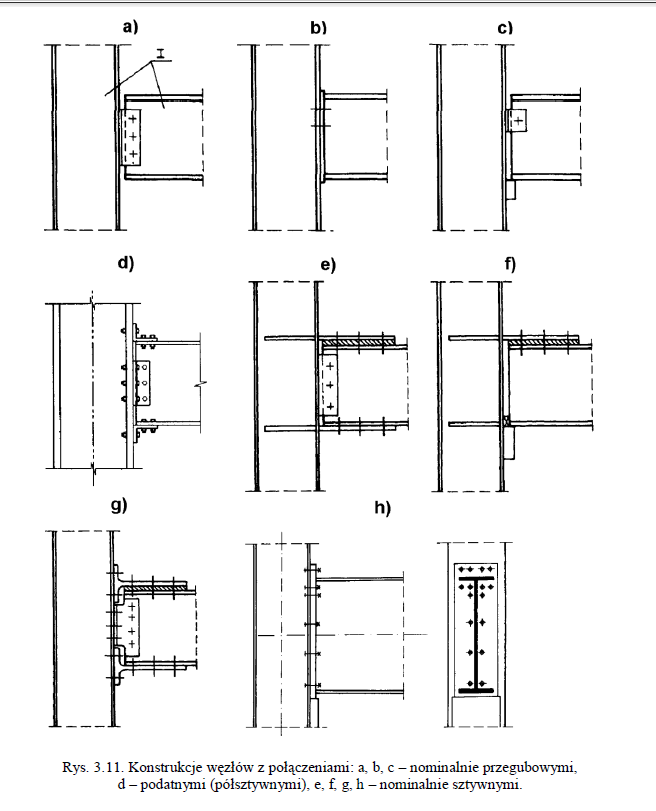 a)
b)
c)
I
d)
e)
f)
g)
h)
Rys. 3.11. Konstrukcje węzłów z połączeniami: a, b, c – nominalnie przegubowymi,
d – podatnymi (półsztywnymi), e, f, g, h – nominalnie sztywnymi.